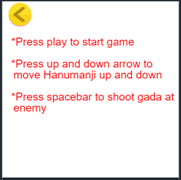 *Press play to start game
*Press up and down arrow to
move Hanumanji up and down
*Press spacebar to shoot gada at
enemy